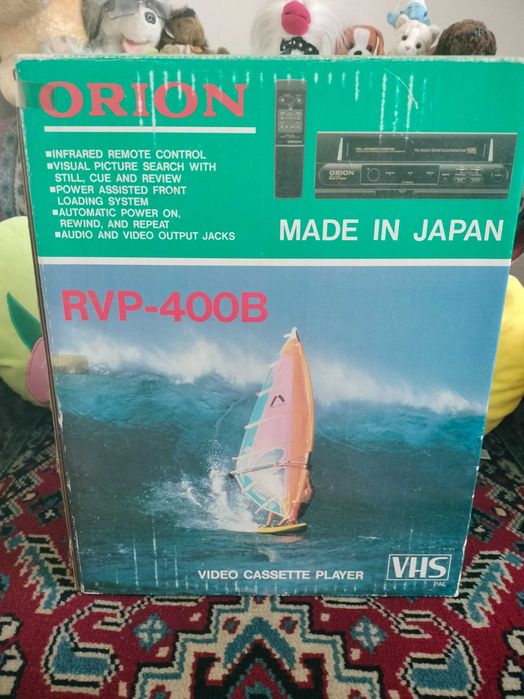 ORION
■INFRARED REMOTE CONTROL
■VISUAL PICTURE SEARCH WITH
STILL, CUE AND REVIEW
■POWER ASSISTED FRONT
LOADING SYSTEM
■AUTOMATIC POWER ON,
REWIND, AND REPEAT
■AUDIO AND VIDEO OUTPUT JACKS
ORION
VHS
MADE IN JAPAN
RVP-400B
VIDEO CASSETTE PLAYER
VHS
PAL